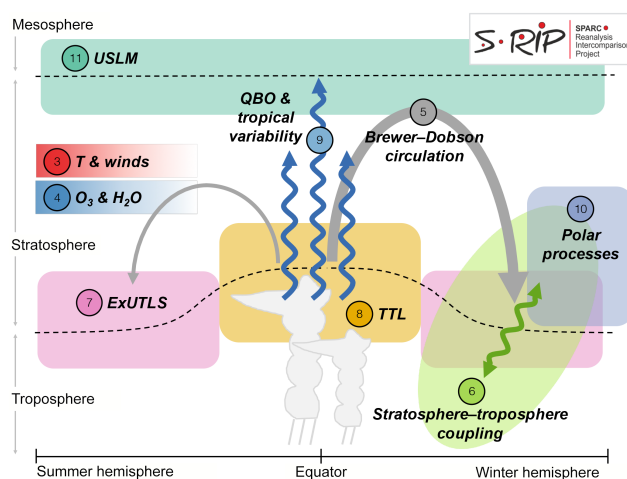 Mesosphere
11 USLM
S-RIP
SPARC
Reanalysis
Intercomparison
Project
QBO &
tropical
variability
9
5
Brewer–Dobson
circulation
3 T & winds
4 O₃ & H₂O
10
Polar
processes
Stratosphere
7 ExUTLS
8 TTL
6
Stratosphere–troposphere
coupling
Troposphere
Summer hemisphere
Equator
Winter hemisphere